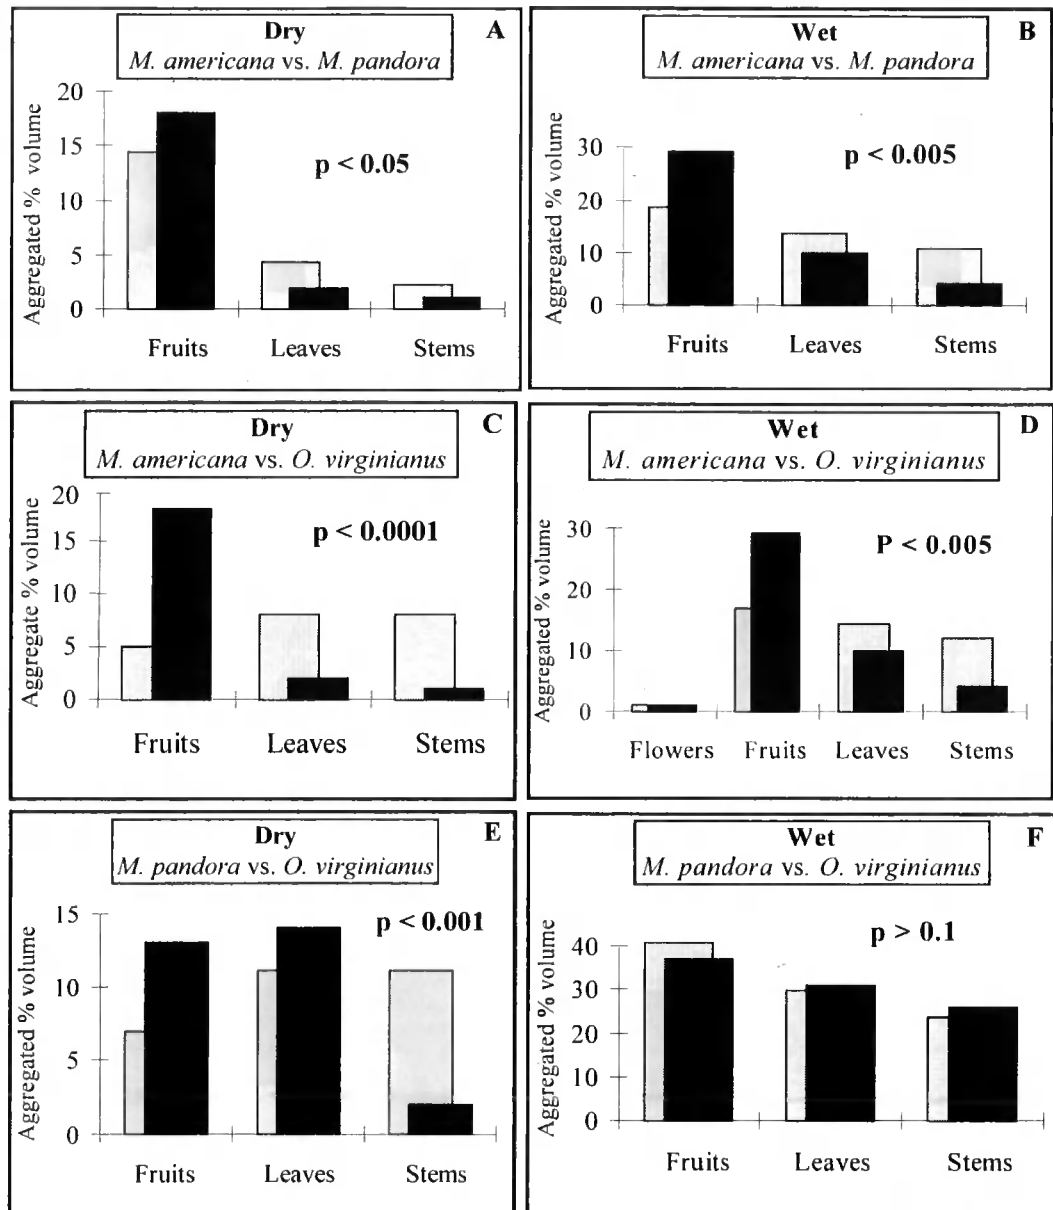 Dry
M. americana vs. M. pandora
A
Aggregated % volume
20
15
10
5
0
p < 0.05
Fruits Leaves Stems
Wet
M. americana vs. M. pandora
B
Aggregated % volume
30
20
10
0
p < 0.005
Fruits Leaves Stems
Dry
M. americana vs. O. virginianus
C
Aggregate % volume
20
15
10
5
0
p < 0.0001
Fruits Leaves Stems
Wet
M. americana vs. O. virginianus
D
Aggregated % volume
30
20
10
0
P < 0.005
Flowers Fruits Leaves Stems
Dry
M. pandora vs. O. virginianus
E
Aggregated % volume
15
10
5
0
p < 0.001
Fruits Leaves Stems
Wet
M. pandora vs. O. virginianus
F
Aggregated % volume
40
30
20
10
0
p > 0.1
Fruits Leaves Stems